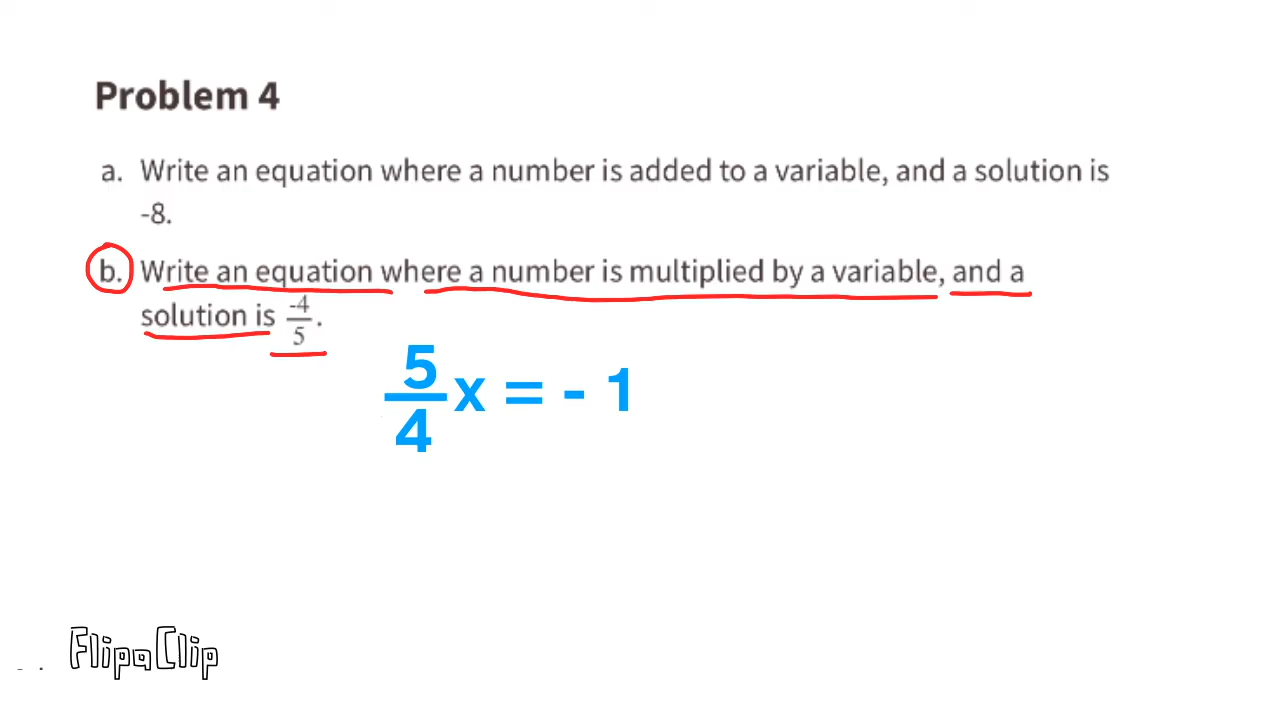 Problem 4
a. Write an equation where a number is added to a variable, and a solution is
-8.
b. Write an equation where a number is multiplied by a variable, and a
solution is -4/5.
5/4 x = - 1
FlipaClip